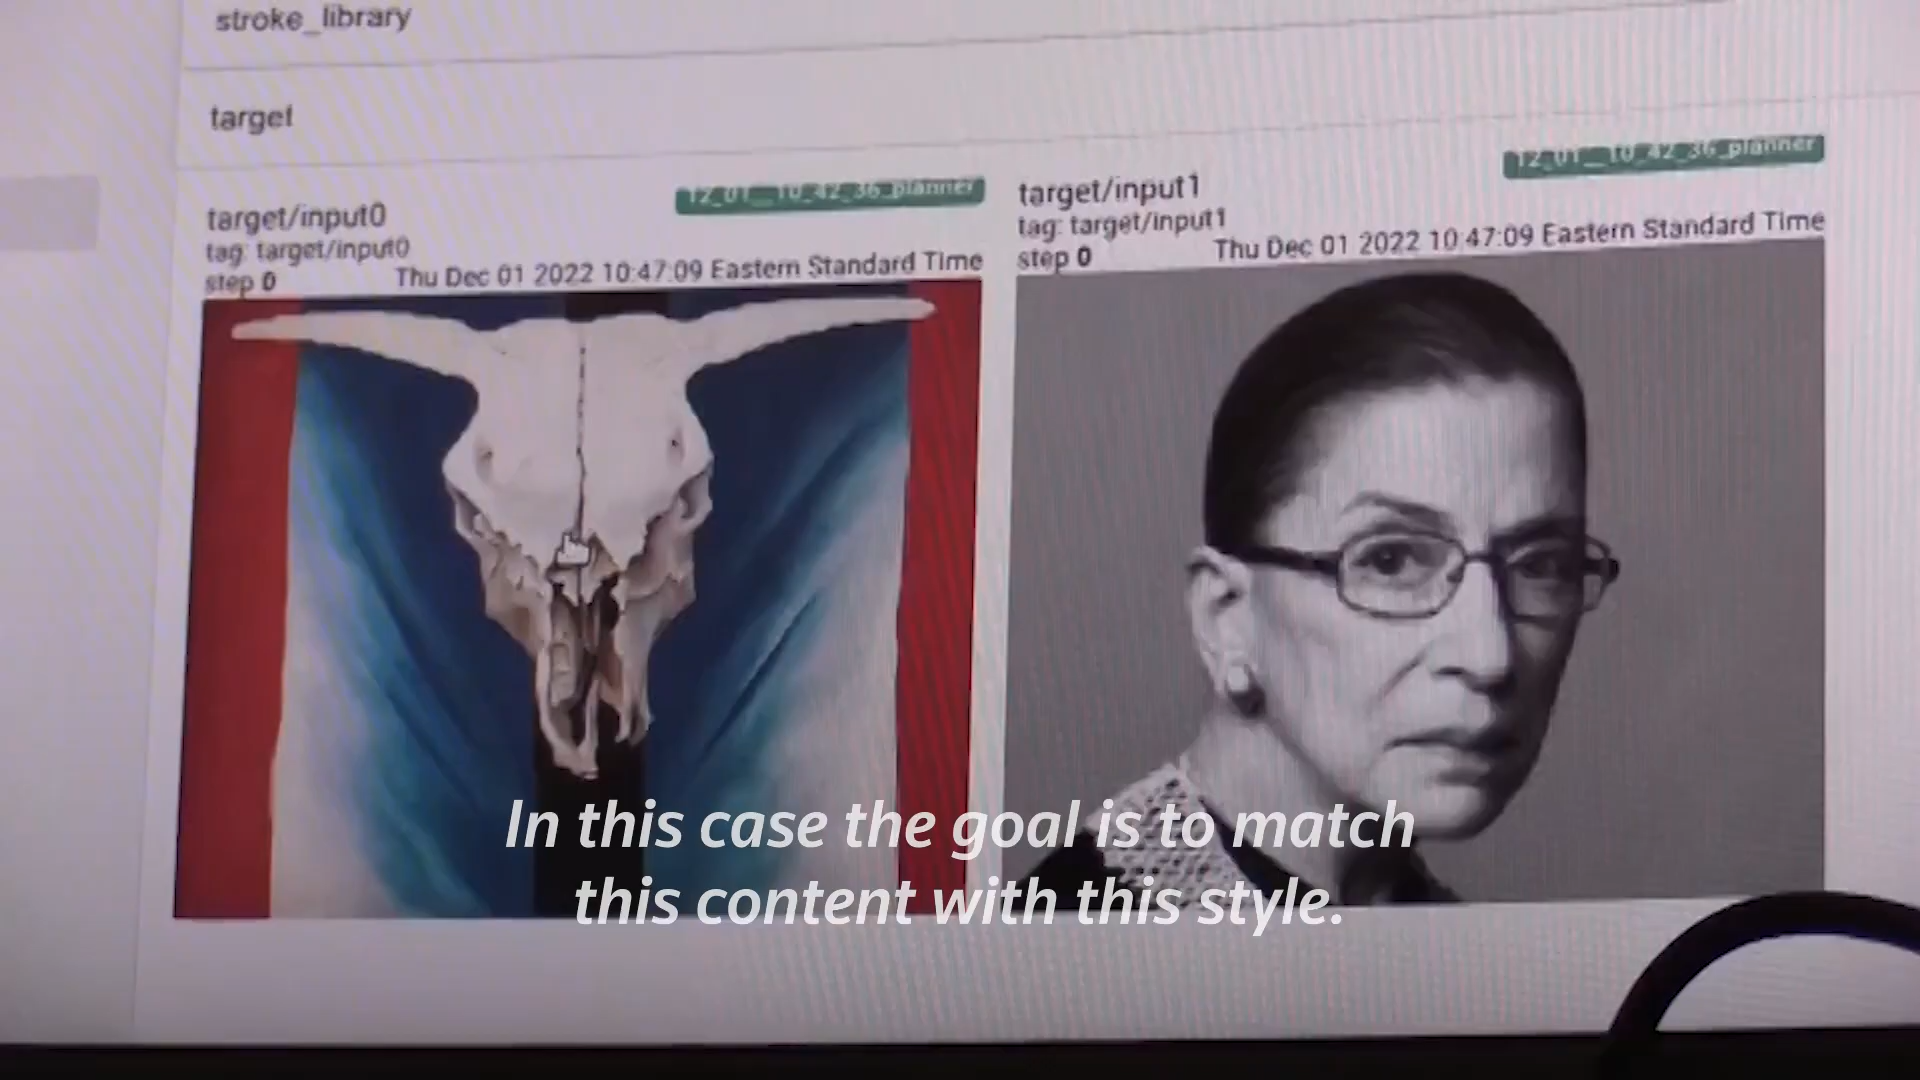 stroke_library
target
12_01__10_42_36_planner
12_01__10_42_36_planner
target/input0
tag: target/input0
step 0
Thu Dec 01 2022 10:47:09 Eastern Standard Time
target/input1
tag: target/input1
step 0
Thu Dec 01 2022 10:47:09 Eastern Standard Time
In this case the goal is to match
this content with this style.